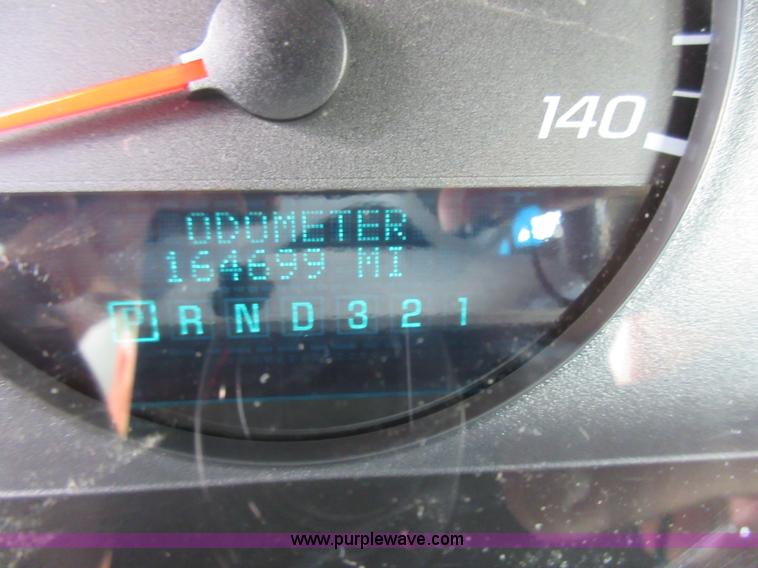 140
ODOMETER
164699 MI
P R N D 3 2 1
www.purplewave.com